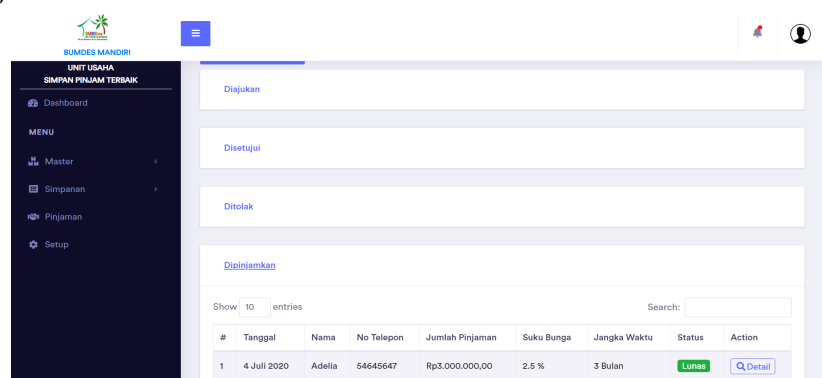 BUMDES MANDIRI
UNIT USAHA
SIMPAN PINJAM TERBAIK
Dashboard
MENU
Master
Simpanan
Pinjaman
Setup
Diajukan
Disetujui
Ditolak
Dipinjamkan
Show 10 entries Search:
# Tanggal Nama No Telepon Jumlah Pinjaman Suku Bunga Jangka Waktu Status Action
1 4 Juli 2020 Adelia 54645647 Rp3.000.000,00 2.5 % 3 Bulan Lunas Detail